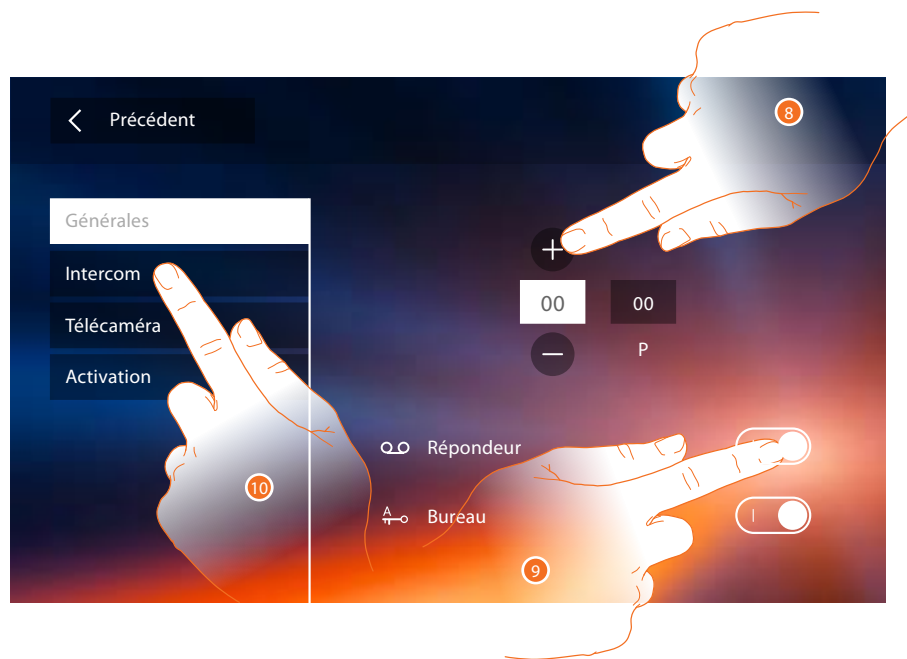 8
Précédent
Générales
Intercom
Télécaméra
Activation
00 00
P
Répondeur
A
Bureau
10
9